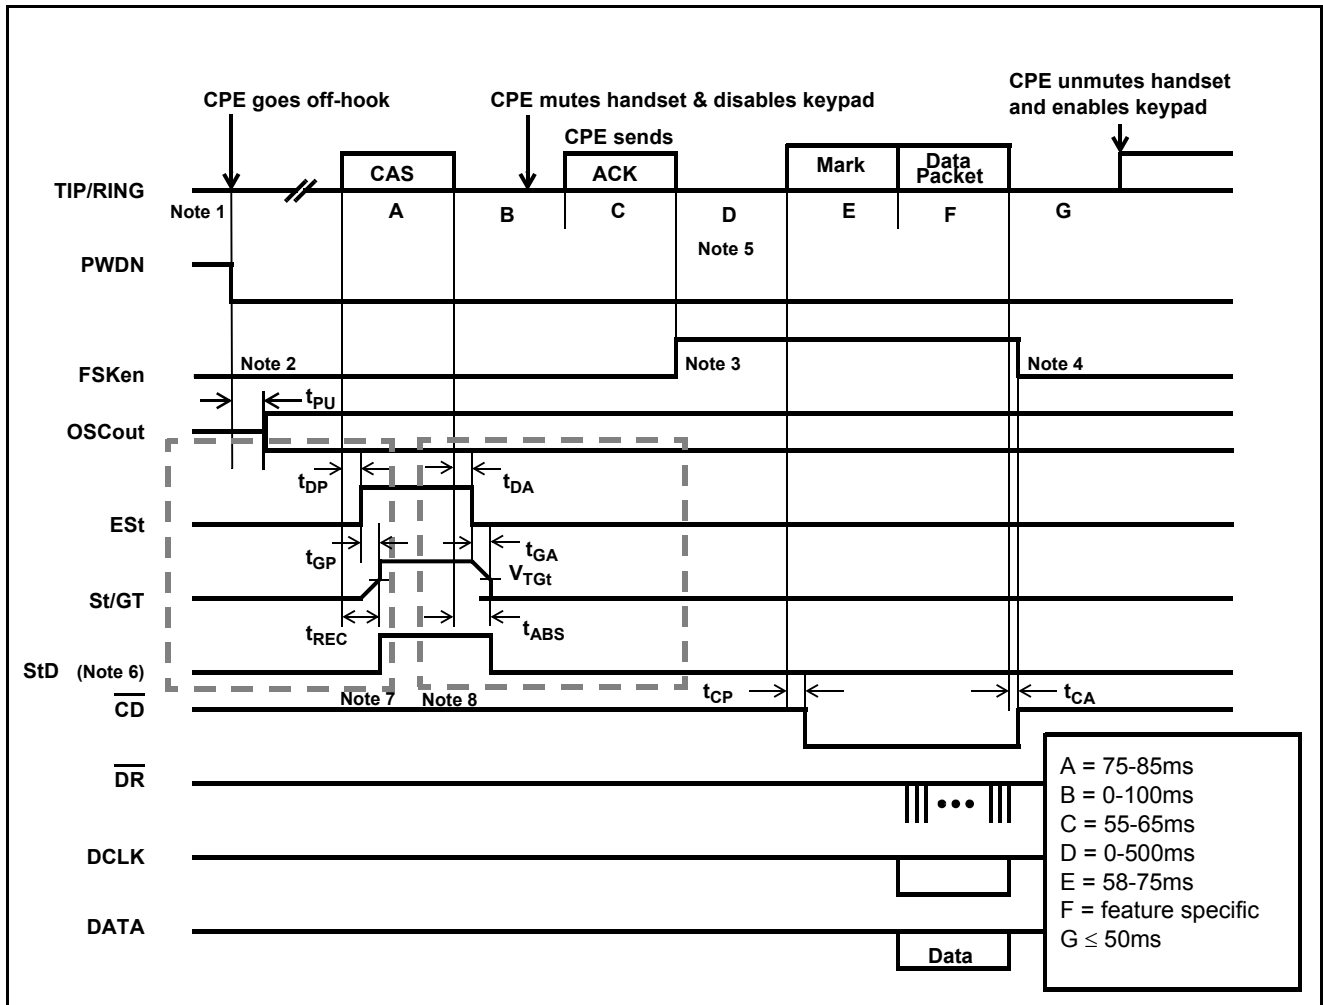 CPE unmutes handset
and enables keypad
CPE goes off-hook
CPE mutes handset & disables keypad
CPE sends
CAS
ACK
Mark
Data
Packet
TIP/RING
Note 1
A
B
C
D
E
F
G
Note 5
PWDN
Note 2
Note 3
Note 4
FSKen
tPU
OSCout
tDP
tDA
ESt
tGP
tGA
VTGt
St/GT
tREC
tABS
StD (Note 6)
Note 7
Note 8
tCP
tCA
CD
DR
DCLK
DATA
Data
A = 75-85ms
B = 0-100ms
C = 55-65ms
D = 0-500ms
E = 58-75ms
F = feature specific
G ≤ 50ms